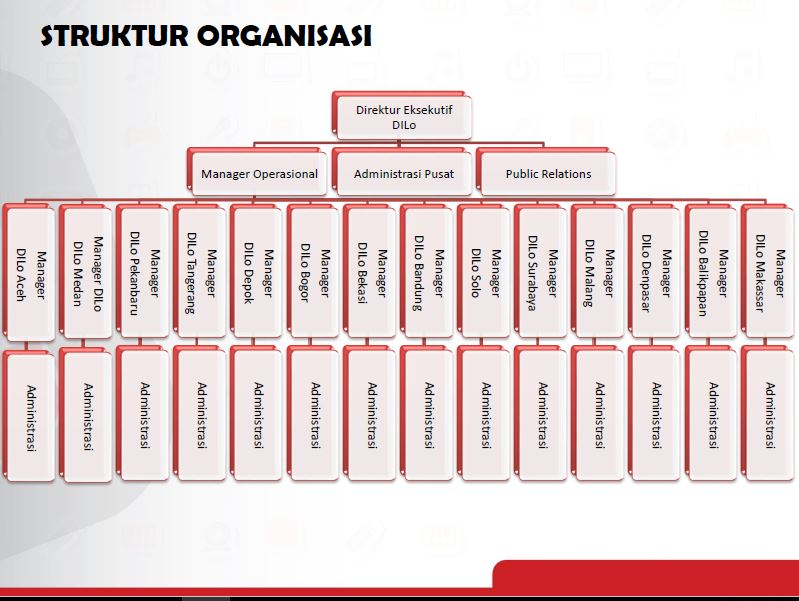 STRUKTUR ORGANISASI
Direktur Eksekutif
DILo
Manager Operasional
Administrasi Pusat
Public Relations
Manager
DILo Aceh
Manager DILo
DILo Medan
Manager
DILo Pekanbaru
Manager
DILo Tangerang
Manager
DILo Depok
Manager
DILo Bogor
Manager
DILo Bekasi
Manager
DILo Bandung
Manager
DILo Solo
Manager
DILo Surabaya
Manager
DILo Malang
Manager
DILo Denpasar
Manager
DILo Balikpapan
Manager
DILo Makassar
Administrasi
Administrasi
Administrasi
Administrasi
Administrasi
Administrasi
Administrasi
Administrasi
Administrasi
Administrasi
Administrasi
Administrasi
Administrasi
Administrasi